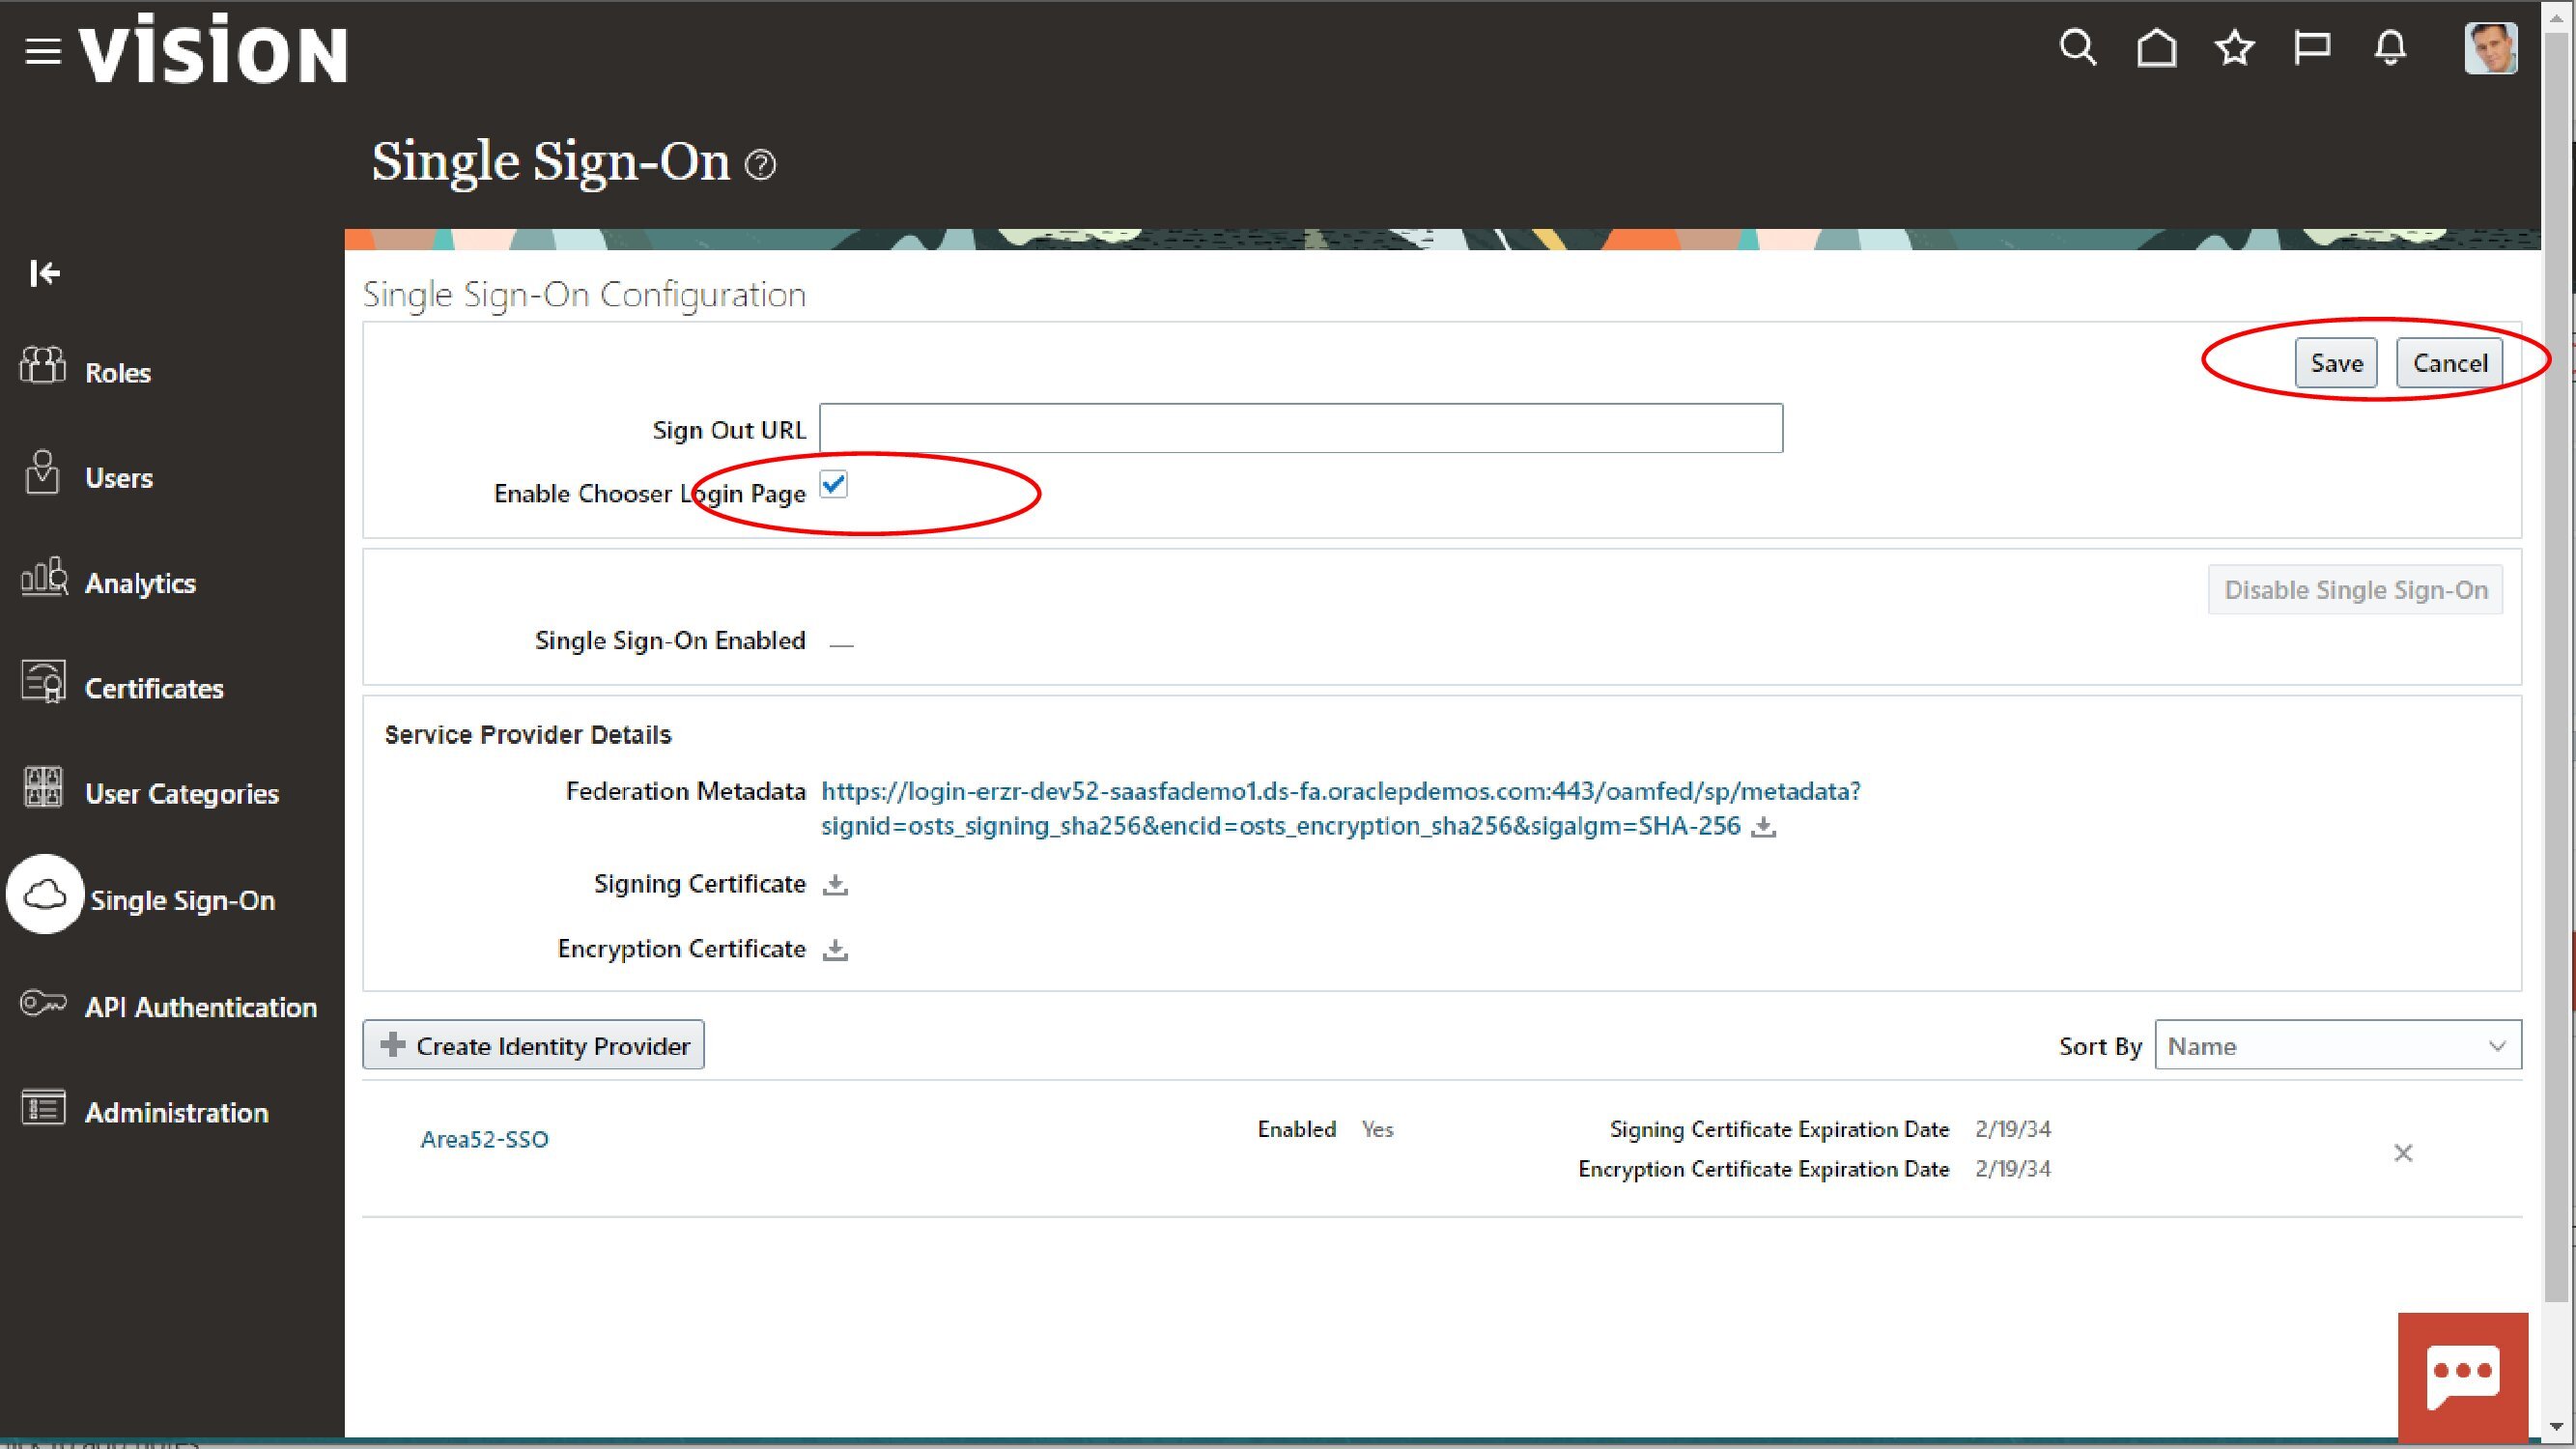 VISION
Single Sign-On
Single Sign-On Configuration
Save Cancel
Sign Out URL
Enable Chooser Login Page
Disable Single Sign-On
Single Sign-On Enabled —
Service Provider Details
Federation Metadata https://login-erzr-dev52-saasfademo1.ds-fa.oraclepdemos.com:443/oamfed/sp/metadata?
signid=osts_signing_sha256&encid=osts_encryption_sha256&sigalgm=SHA-256
Signing Certificate
Encryption Certificate
Create Identity Provider
Sort By Name
Area52-SSO
Enabled Yes
Signing Certificate Expiration Date 2/19/34
Encryption Certificate Expiration Date 2/19/34
Roles
Users
Analytics
Certificates
User Categories
Single Sign-On
API Authentication
Administration